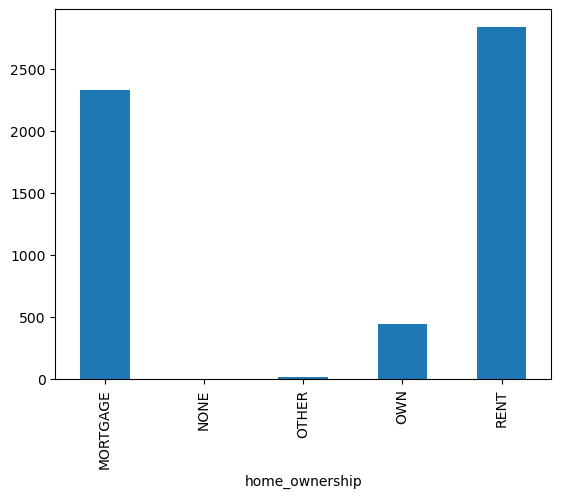 2500
2000
1500
1000
500
0
MORTGAGE
NONE
OTHER
OWN
RENT
home_ownership